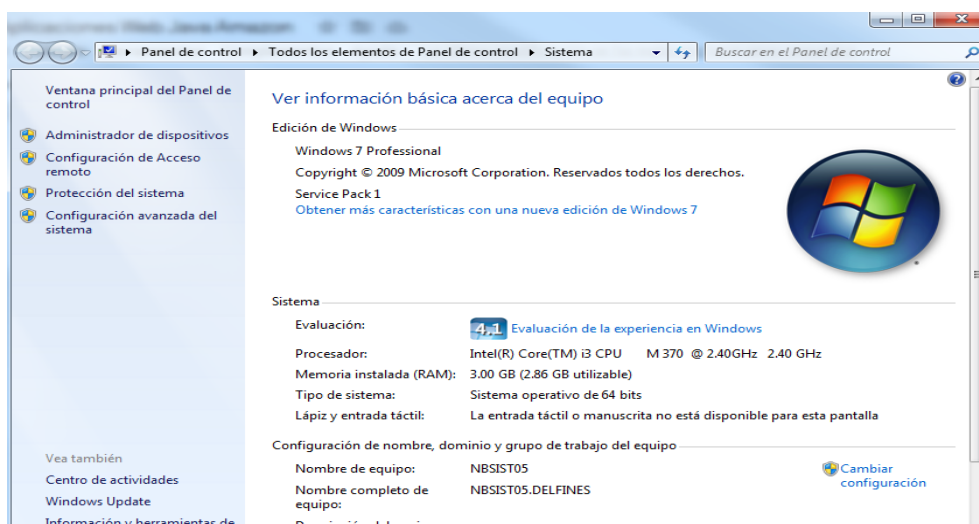 Panel de control ▸ Todos los elementos de Panel de control ▸ Sistema
Buscar en el Panel de control
Ventana principal del Panel de
control
Administrador de dispositivos
Configuración de Acceso
remoto
Protección del sistema
Configuración avanzada del
sistema
Vea también
Centro de actividades
Windows Update
Información y herramientas de
Ver información básica acerca del equipo
Edición de Windows
Windows 7 Professional
Copyright © 2009 Microsoft Corporation. Reservados todos los derechos.
Service Pack 1
Obtener más características con una nueva edición de Windows 7
Sistema
Evaluación: 4,1 Evaluación de la experiencia en Windows
Procesador: Intel(R) Core(TM) i3 CPU M 370 @ 2.40GHz 2.40 GHz
Memoria instalada (RAM): 3.00 GB (2.86 GB utilizable)
Tipo de sistema: Sistema operativo de 64 bits
Lápiz y entrada táctil: La entrada táctil o manuscrita no está disponible para esta pantalla
Configuración de nombre, dominio y grupo de trabajo del equipo
Nombre de equipo: NBSIST05
Cambiar
configuración
Nombre completo de
equipo:
NBSIST05.DELFINES